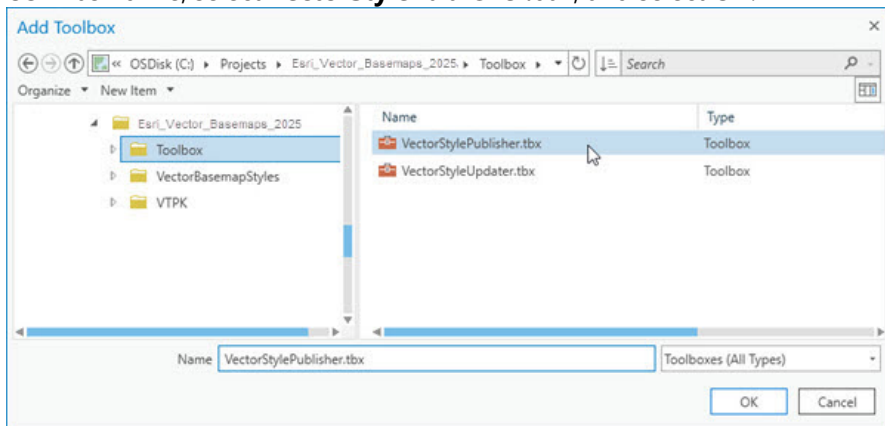 Add Toolbox
« OSDisk (C:) ▸ Projects ▸ Esri_Vector_Basemaps_2025 ▸ Toolbox ▸ Search
Organize New Item
Esri_Vector_Basemaps_2025
Toolbox
VectorBasemapStyles
VTPK
Name Type
VectorStylePublisher.tbx Toolbox
VectorStyleUpdater.tbx Toolbox
Name VectorStylePublisher.tbx Toolboxes (All Types)
OK Cancel